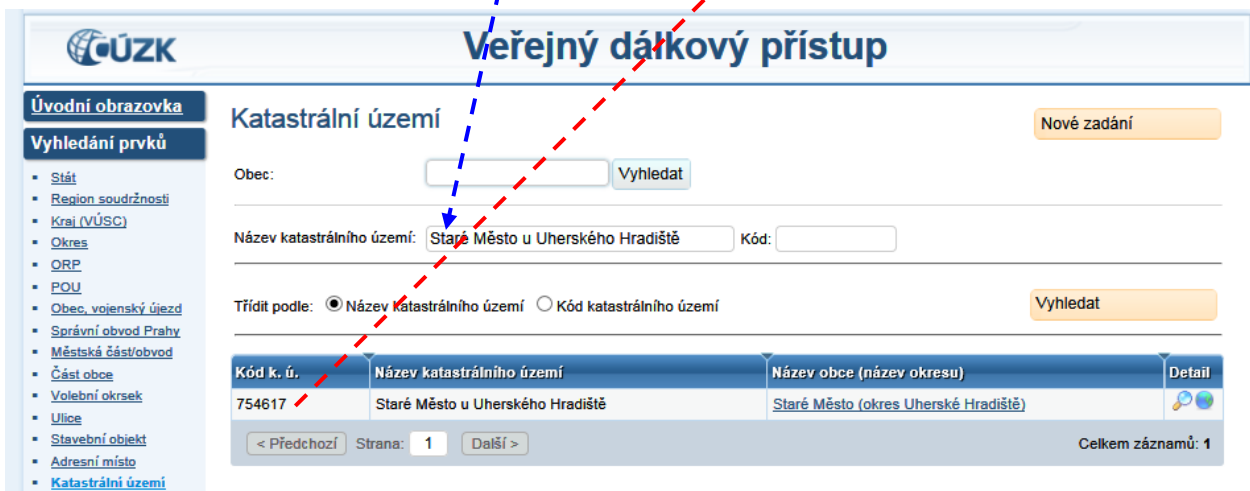 ČÚZK
Veřejný dálkový přístup
Úvodní obrazovka
Vyhledání prvků
Stát
Region soudržnosti
Kraj (VÚSC)
Okres
ORP
POU
Obec, vojenský újezd
Správní obvod Prahy
Městská část/obvod
Část obce
Volební okrsek
Ulice
Stavební objekt
Adresní místo
Katastrální území
Katastrální území
Nové zadání
Obec: Vyhledat
Název katastrálního území: Staré Město u Uherského Hradiště Kód:
Třídit podle: Název katastrálního území Kód katastrálního území Vyhledat
Kód k. ú. Název katastrálního území Název obce (název okresu) Detail
754617 Staré Město u Uherského Hradiště Staré Město (okres Uherské Hradiště)
< Předchozí Strana: 1 Další > Celkem záznamů: 1